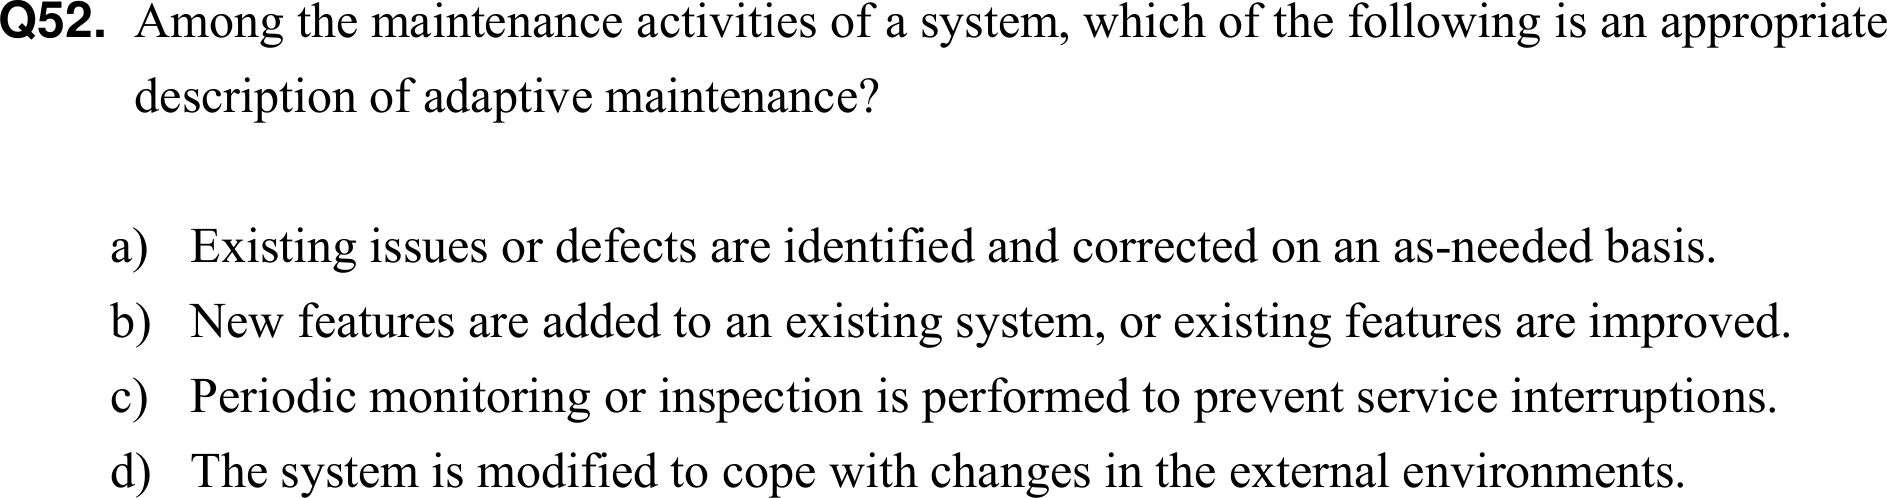 Q52. Among the maintenance activities of a system, which of the following is an appropriate
description of adaptive maintenance?
a) Existing issues or defects are identified and corrected on an as-needed basis.
b) New features are added to an existing system, or existing features are improved.
c) Periodic monitoring or inspection is performed to prevent service interruptions.
d) The system is modified to cope with changes in the external environments.